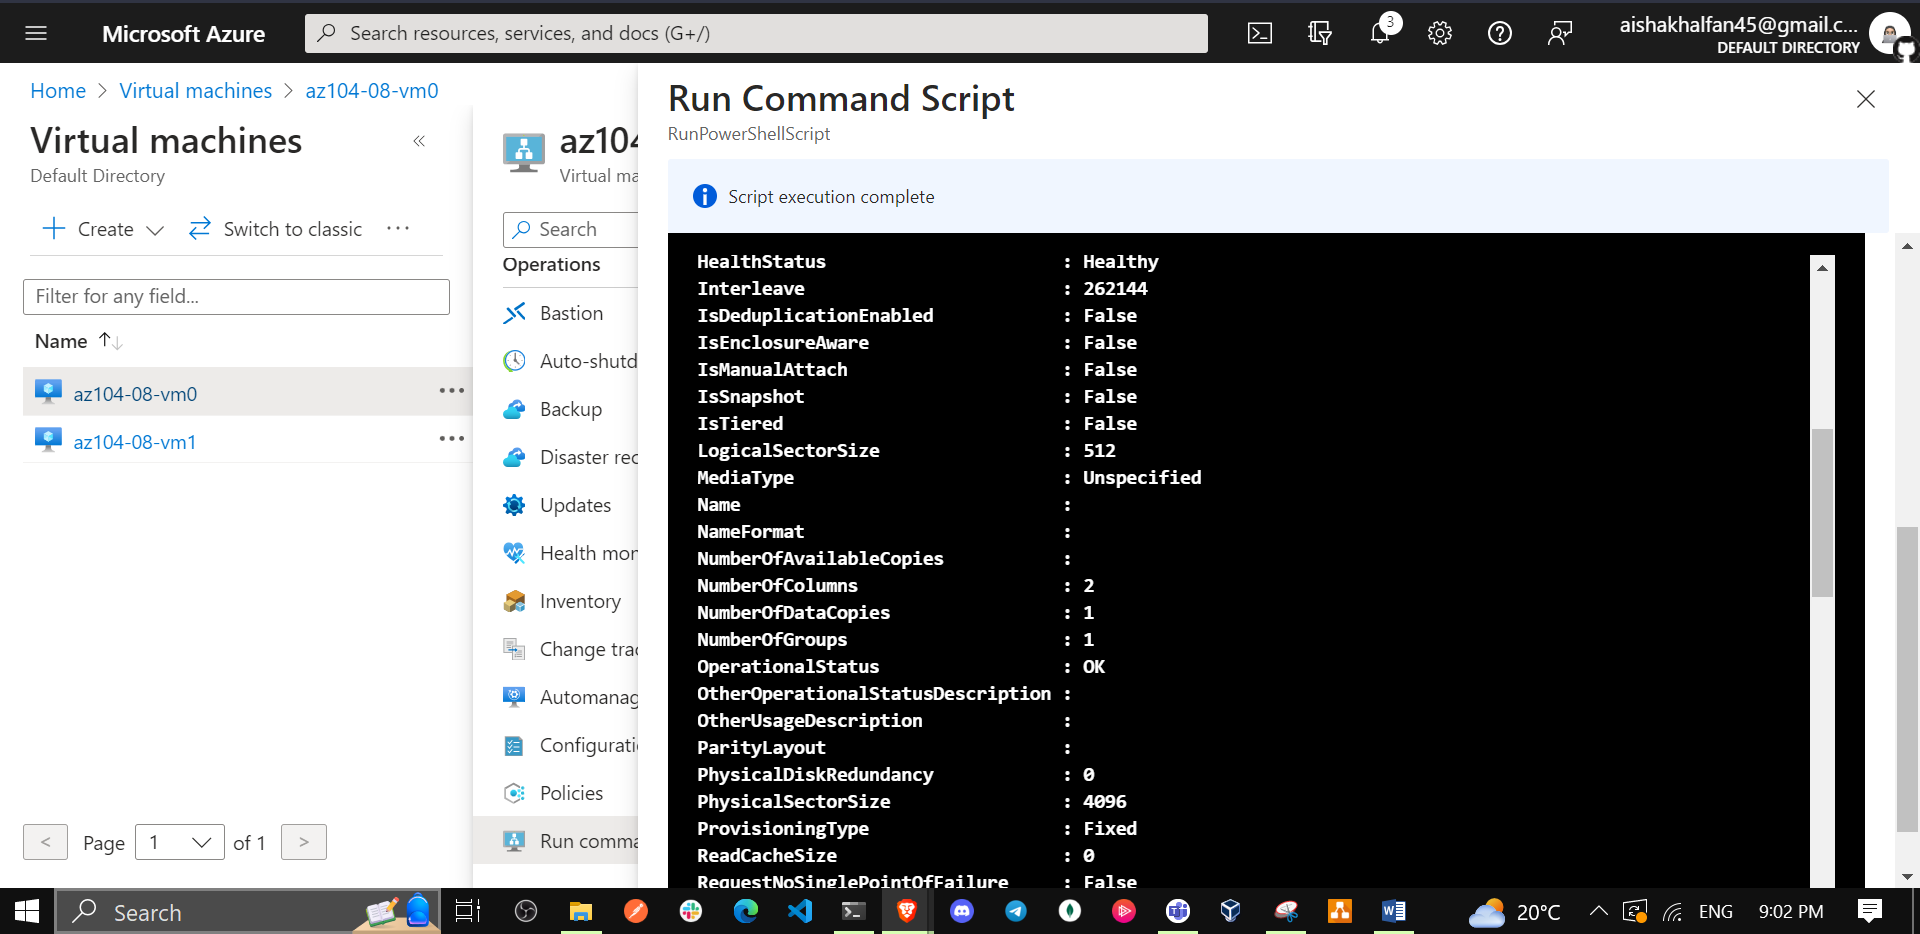 Microsoft Azure
Search resources, services, and docs (G+/)
3
aishakhalfan45@gmail.c...
DEFAULT DIRECTORY
Home > Virtual machines > az104-08-vm0
Virtual machines
Default Directory
Create
Switch to classic
Filter for any field...
Name
az104-08-vm0
az104-08-vm1
< Page 1 of 1 >
az104
Virtual ma
Search
Operations
Bastion
Auto-shutd
Backup
Disaster rec
Updates
Health mon
Inventory
Change trac
Automanag
Configurati
Policies
Run comma
Run Command Script
RunPowerShellScript
Script execution complete
HealthStatus : Healthy
Interleave : 262144
IsDeduplicationEnabled : False
IsEnclosureAware : False
IsManualAttach : False
IsSnapshot : False
IsTiered : False
LogicalSectorSize : 512
MediaType : Unspecified
Name :
NameFormat :
NumberOfAvailableCopies :
NumberOfColumns : 2
NumberOfDataCopies : 1
NumberOfGroups : 1
OperationalStatus : OK
OtherOperationalStatusDescription :
OtherUsageDescription :
ParityLayout :
PhysicalDiskRedundancy : 0
PhysicalSectorSize : 4096
ProvisioningType : Fixed
ReadCacheSize : 0
RequestNoSinglePointOfFailure : False
Search
20°C
ENG
9:02 PM